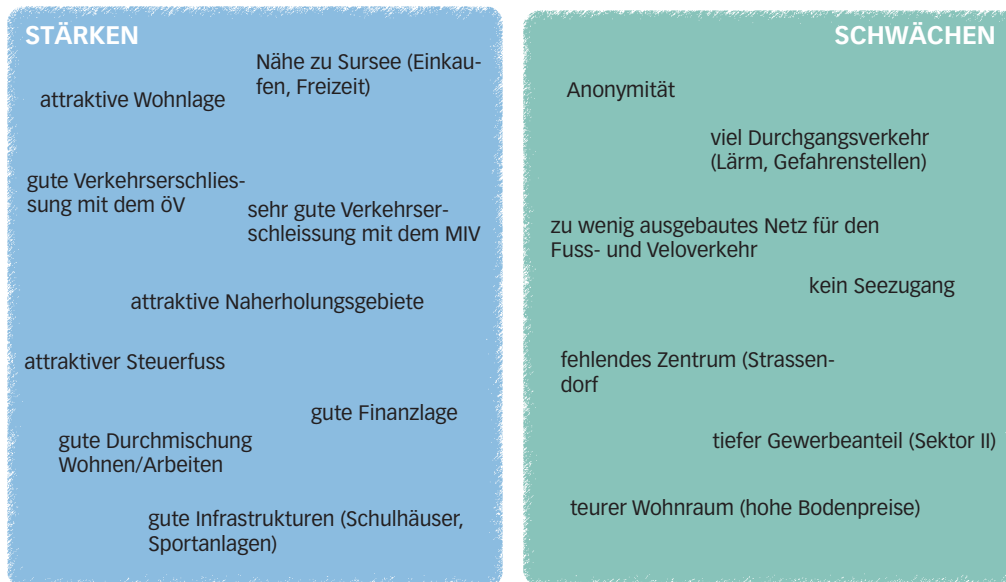 STÄRKEN
Nähe zu Sursee (Einkau-
fen, Freizeit)
attraktive Wohnlage
gute Verkehrserschlies-
sung mit dem öV
sehr gute Verkehrser-
schleissung mit dem MIV
attraktive Naherholungsgebiete
attraktiver Steuerfuss
gute Finanzlage
gute Durchmischung
Wohnen/Arbeiten
gute Infrastrukturen (Schulhäuser,
Sportanlagen)
SCHWÄCHEN
Anonymität
viel Durchgangsverkehr
(Lärm, Gefahrenstellen)
zu wenig ausgebautes Netz für den
Fuss- und Veloverkehr
kein Seezugang
fehlendes Zentrum (Strassen-
dorf
tiefer Gewerbeanteil (Sektor II)
teurer Wohnraum (hohe Bodenpreise)